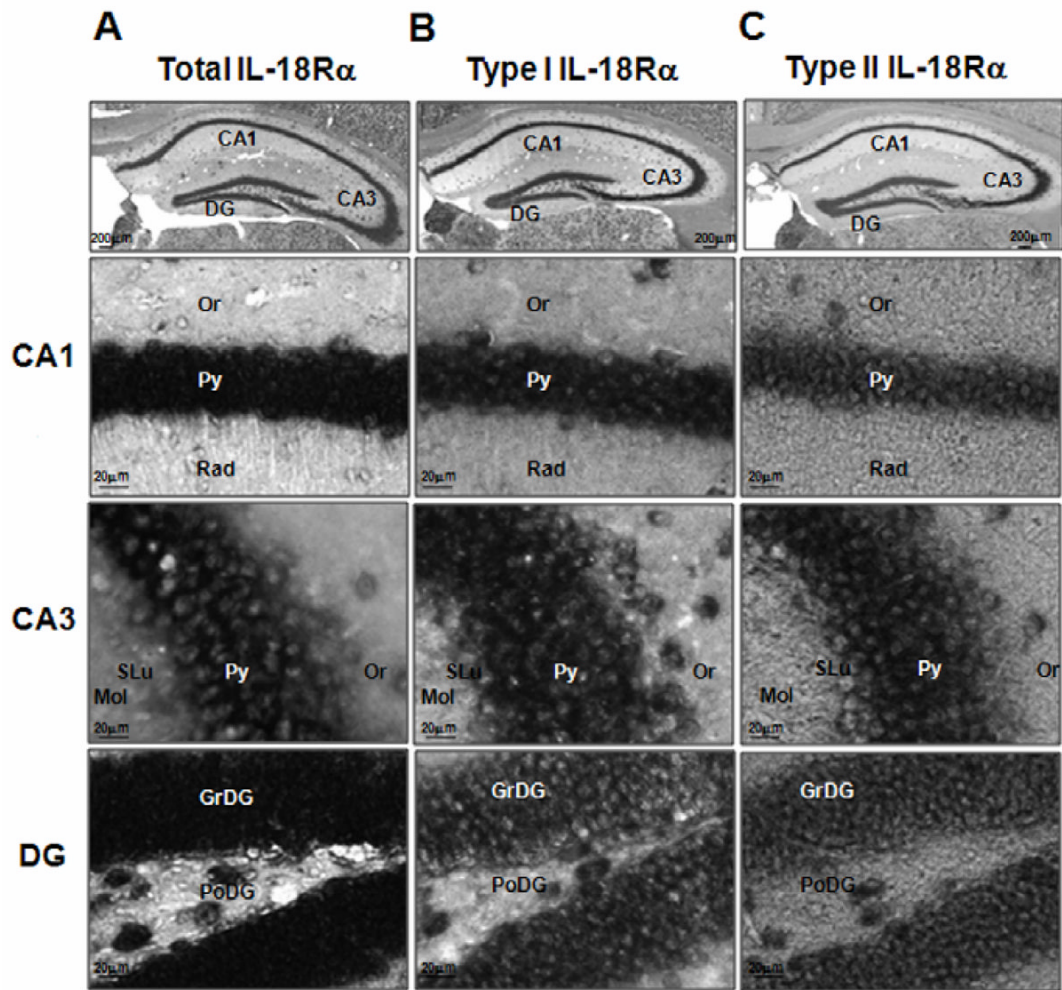 A
B
C
Total IL-18Rα
Type I IL-18Rα
Type II IL-18Rα
CA1
CA3
DG
200µm
CA1
CA3
DG
200µm
CA1
CA3
DG
200µm
CA1
Or
Py
Rad
20µm
Or
Py
Rad
20µm
Or
Py
Rad
20µm
CA3
SLu
Py
Or
Mol
20µm
SLu
Py
Or
Mol
20µm
SLu
Py
Or
Mol
20µm
DG
GrDG
PoDG
20µm
GrDG
PoDG
20µm
GrDG
PoDG
20µm